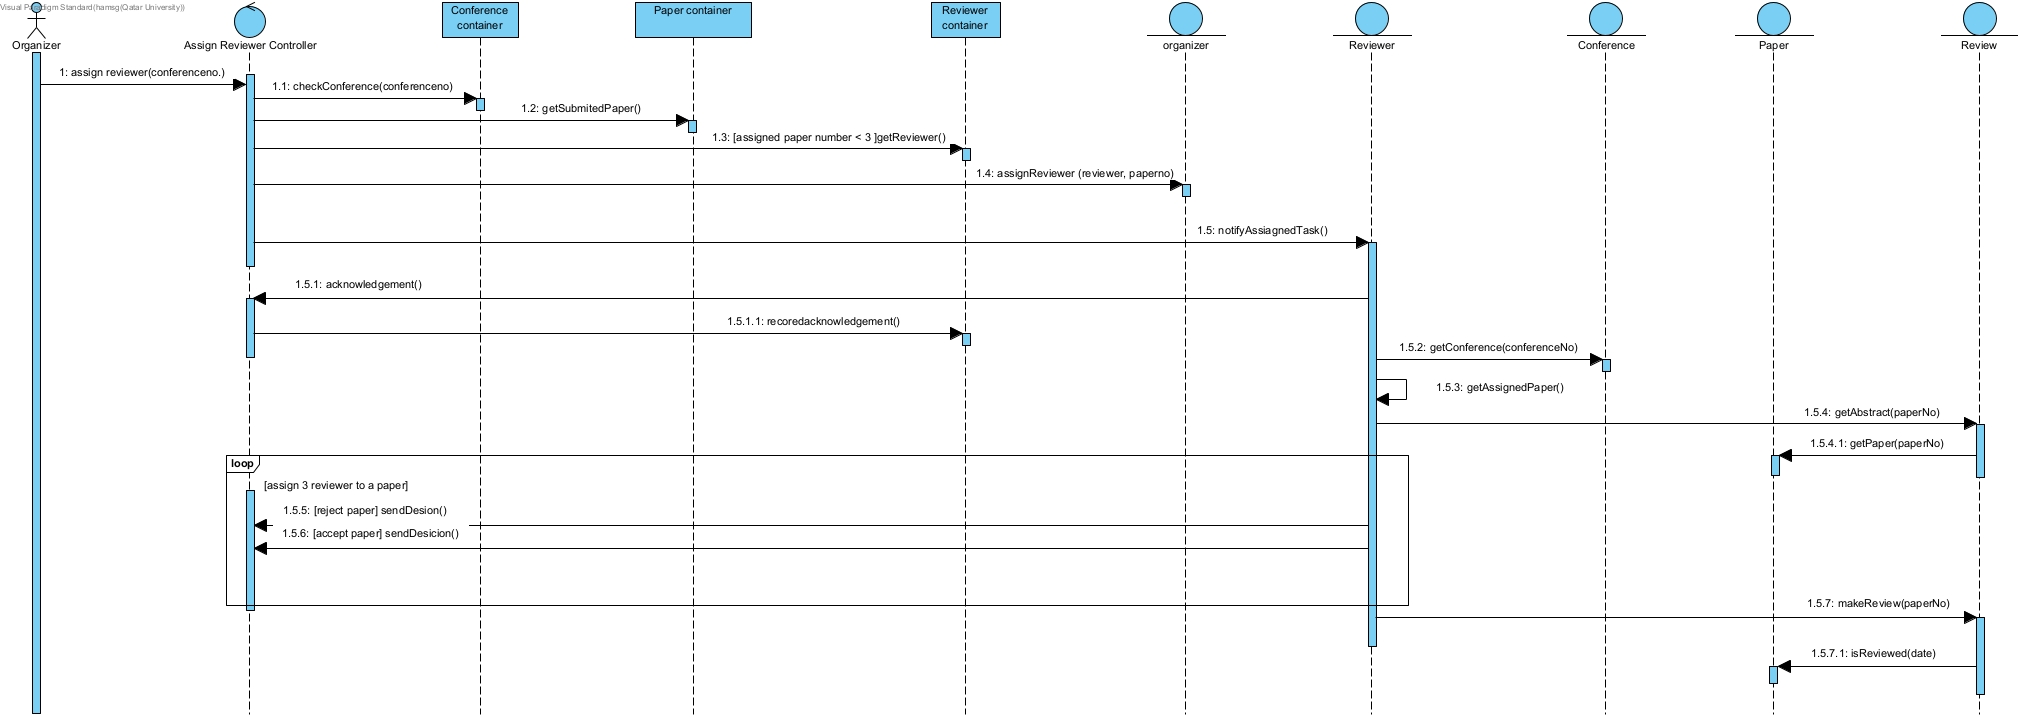 Visual Paradigm Standard(hamsg(Qatar University))
Organizer
Assign Reviewer Controller
Conference
container
Paper container
Reviewer
container
organizer
Reviewer
Conference
Paper
Review
1: assign reviewer(conferenceno.)
1.1: checkConference(conferenceno)
1.2: getSubmitedPaper()
1.3: [assigned paper number < 3 ]getReviewer()
1.4: assignReviewer (reviewer, paperno)
1.5: notifyAssiagnedTask()
1.5.1: acknowledgement()
1.5.1.1: recoredacknowledgement()
1.5.2: getConference(conferenceNo)
1.5.3: getAssignedPaper()
1.5.4: getAbstract(paperNo)
1.5.4.1: getPaper(paperNo)
loop
[assign 3 reviewer to a paper]
1.5.5: [reject paper] sendDesion()
1.5.6: [accept paper] sendDesicion()
1.5.7: makeReview(paperNo)
1.5.7.1: isReviewed(date)